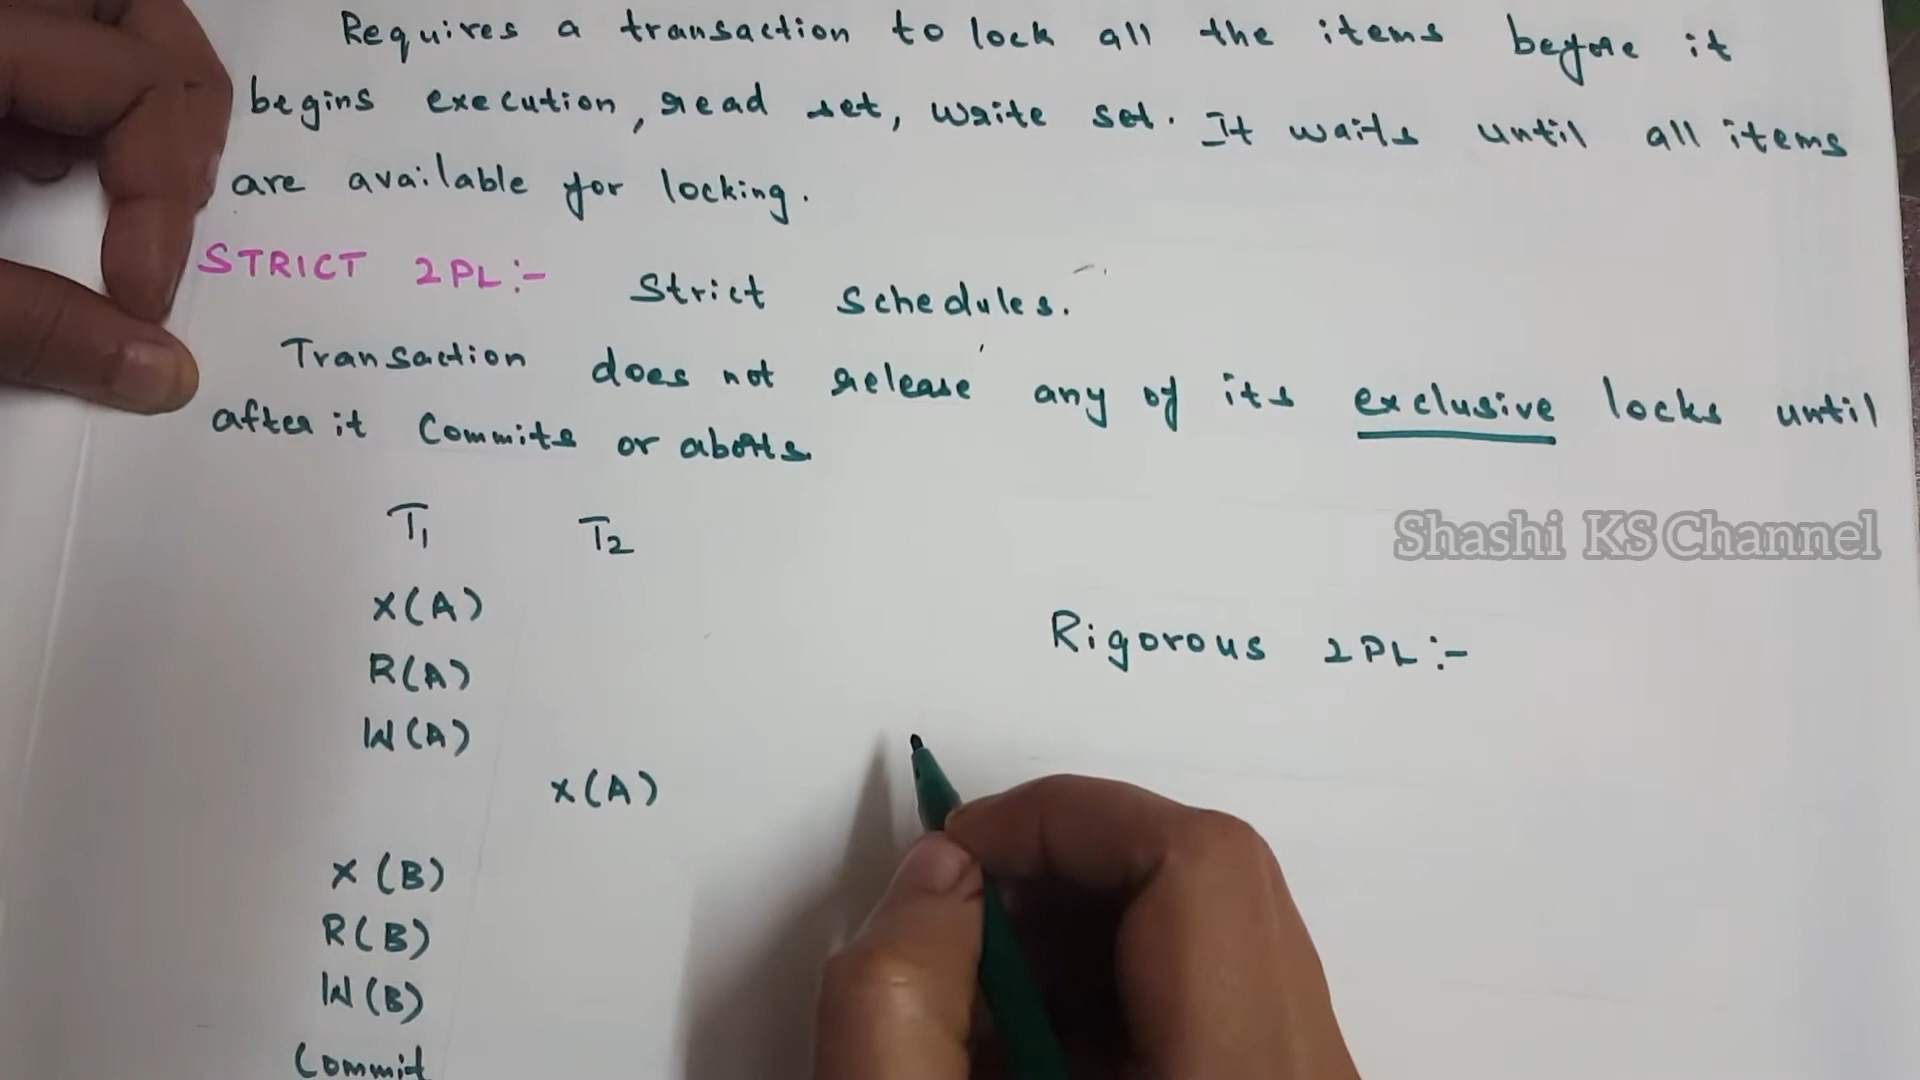 Requires a transaction to lock all the items before it
begins execution, read set, write set. It waits until all items
are available for locking.
STRICT 2PL:- Strict Schedules.
Transaction does not release any of its exclusive locks until
after it Commits or aborts.
T1 T2
X(A)
R(A)
W(A)
X(A)
X(B)
R(B)
W(B)
Commit
Shashi KS Channel
Rigorous 2PL:-